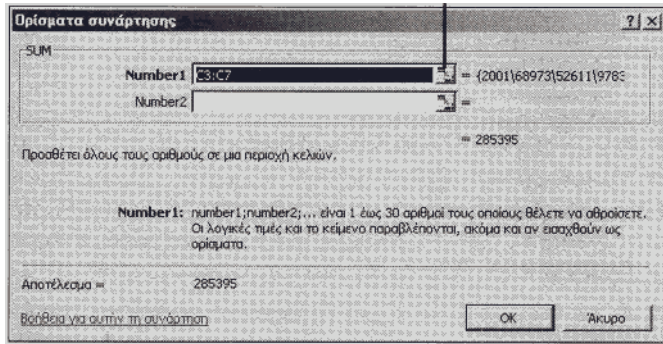 Ορίσματα συνάρτησης
SUM
Number1 C3:C7 = {2001\68973\52611\9783
Number2 =
= 285395
Προσθέτει όλους τους αριθμούς σε μια περιοχή κελιών.
Number1: number1;number2;... είναι 1 έως 30 αριθμοί τους οποίους θέλετε να αθροίσετε.
Οι λογικές τιμές και το κείμενο παραβλέπονται, ακόμα και αν εισαχθούν ως
ορίσματα.
Αποτέλεσμα = 285395
Βοήθεια για αυτήν τη συνάρτηση OK Άκυρο